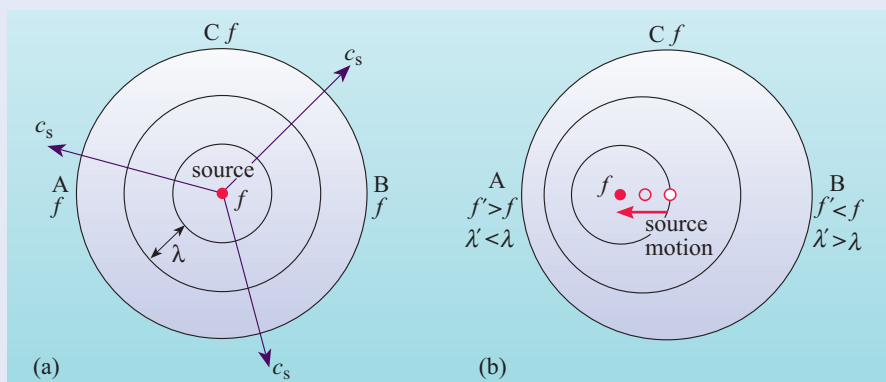 C f
c_s
c_s
source
A
f
f
B
f
λ
c_s
(a)
C f
A
f′>f
λ′<λ
f
source
motion
B
f′<f
λ′>λ
(b)